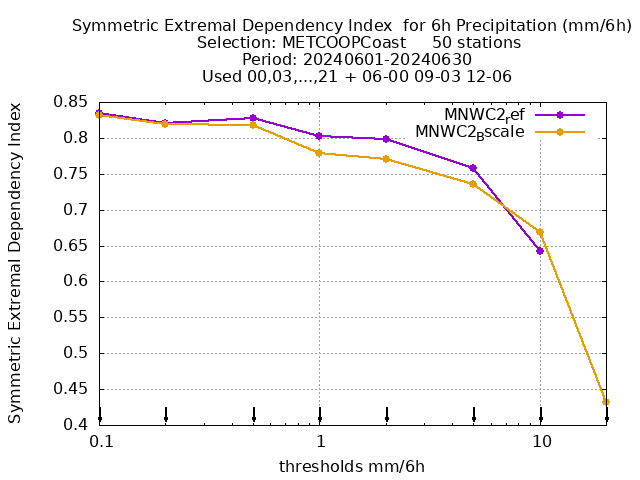 Symmetric Extremal Dependency Index  for 6h Precipitation (mm/6h)
Selection: METCOOPCoast     50 stations
Period: 20240601-20240630
Used 00,03,...,21 + 06-00 09-03 12-06
MNWC2ref
MNWC2Bscale
Symmetric Extremal Dependency Index
0.85
0.8
0.75
0.7
0.65
0.6
0.55
0.5
0.45
0.4
0.1
1
10
thresholds mm/6h